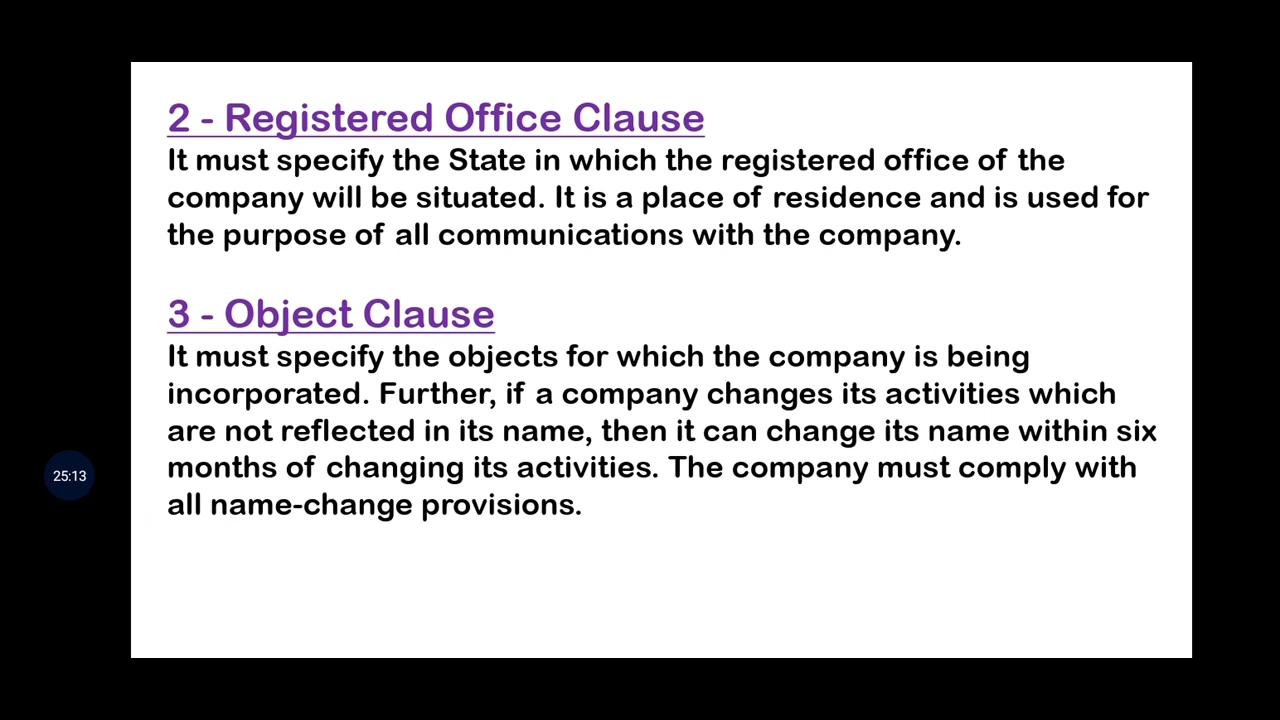 2 - Registered Office Clause
It must specify the State in which the registered office of the
company will be situated. It is a place of residence and is used for
the purpose of all communications with the company.
3 - Object Clause
It must specify the objects for which the company is being
incorporated. Further, if a company changes its activities which
are not reflected in its name, then it can change its name within six
months of changing its activities. The company must comply with
all name-change provisions.
25:13